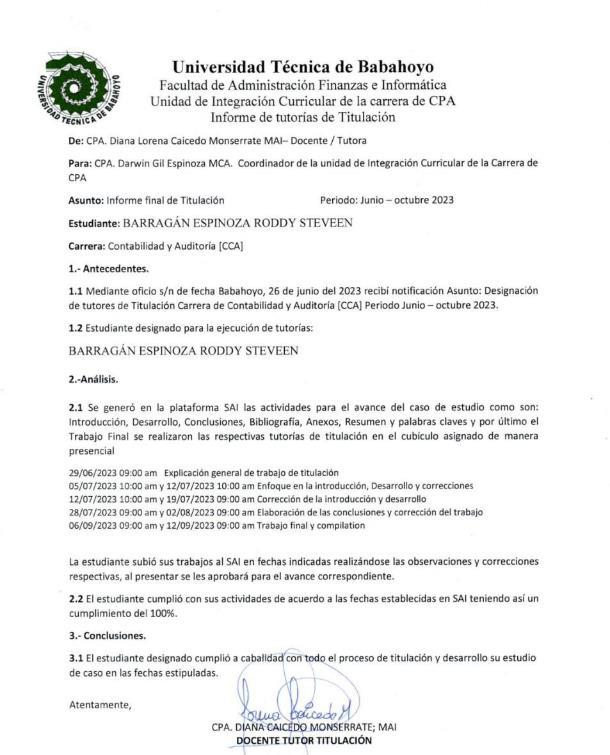 Universidad Técnica de Babahoyo
Facultad de Administración Finanzas e Informática
Unidad de Integración Curricular de la carrera de CPA
Informe de tutorías de Titulación
UNIVERSIDAD TECNICA DE BABAHOYO
De: CPA. Diana Lorena Caicedo Monserrate MAI– Docente / Tutora
Para: CPA. Darwin Gil Espinoza MCA. Coordinador de la unidad de Integración Curricular de la Carrera de
CPA
Asunto: Informe final de Titulación Periodo: Junio – octubre 2023
Estudiante: BARRAGÁN ESPINOZA RODDY STEVEEN
Carrera: Contabilidad y Auditoría [CCA]
1.- Antecedentes.
1.1 Mediante oficio s/n de fecha Babahoyo, 26 de junio del 2023 recibí notificación Asunto: Designación
de tutores de Titulación Carrera de Contabilidad y Auditoría [CCA] Periodo Junio – octubre 2023.
1.2 Estudiante designado para la ejecución de tutorías:
BARRAGÁN ESPINOZA RODDY STEVEEN
2.-Análisis.
2.1 Se generó en la plataforma SAI las actividades para el avance del caso de estudio como son:
Introducción, Desarrollo, Conclusiones, Bibliografía, Anexos, Resumen y palabras claves y por último el
Trabajo Final se realizaron las respectivas tutorías de titulación en el cubículo asignado de manera
presencial
29/06/2023 09:00 am Explicación general de trabajo de titulación
05/07/2023 10:00 am y 12/07/2023 10:00 am Enfoque en la introducción, Desarrollo y correcciones
12/07/2023 10:00 am y 19/07/2023 09:00 am Corrección de la introducción y desarrollo
28/07/2023 09:00 am y 02/08/2023 09:00 am Elaboración de las conclusiones y corrección del trabajo
06/09/2023 09:00 am y 12/09/2023 09:00 am Trabajo final y compilation
La estudiante subió sus trabajos al SAI en fechas indicadas realizándose las observaciones y correcciones
respectivas, al presentar se les aprobará para el avance correspondiente.
2.2 El estudiante cumplió con sus actividades de acuerdo a las fechas establecidas en SAI teniendo así un
cumplimiento del 100%.
3.- Conclusiones.
3.1 El estudiante designado cumplió a cabalidad con todo el proceso de titulación y desarrollo su estudio
de caso en las fechas estipuladas.
Atentamente,
Lorena Caicedo M
CPA. DIANA CAICEDO MONSERRATE; MAI
DOCENTE TUTOR TITULACIÓN